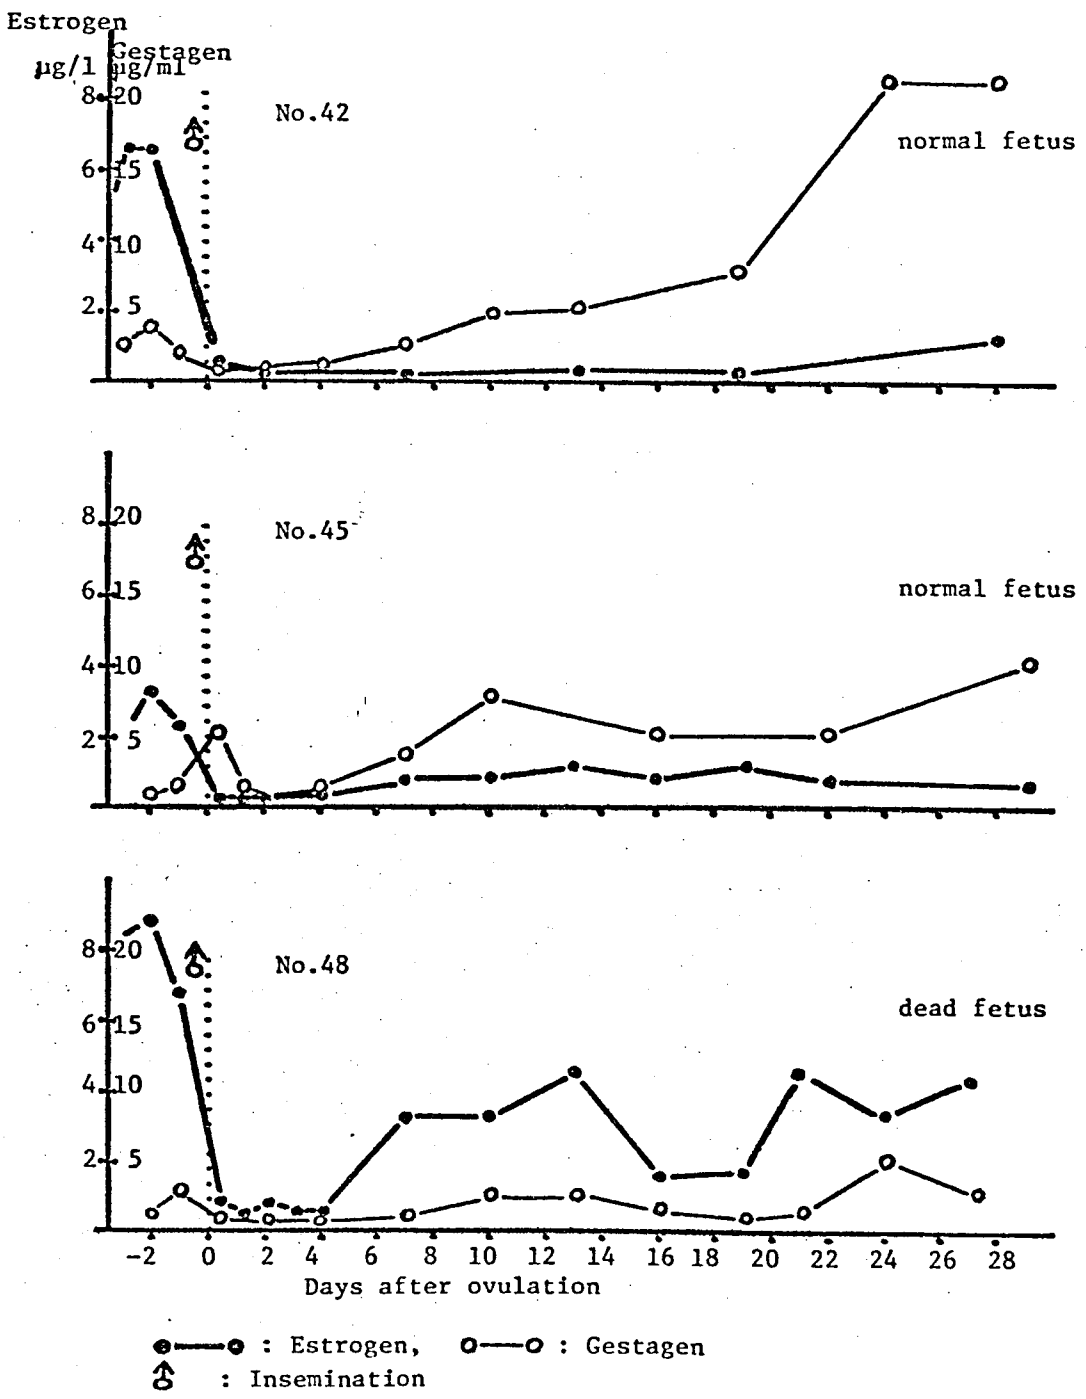 Estrogen
Gestagen
µg/l µg/ml
8 20
No.42
normal fetus
6 15
4 10
2 5
8 20
No.45
normal fetus
6 15
4 10
2 5
8 20
No.48
dead fetus
6 15
4 10
2 5
-2 0 2 4 6 8 10 12 14 16 18 20 22 24 26 28
Days after ovulation
: Estrogen, : Gestagen
: Insemination